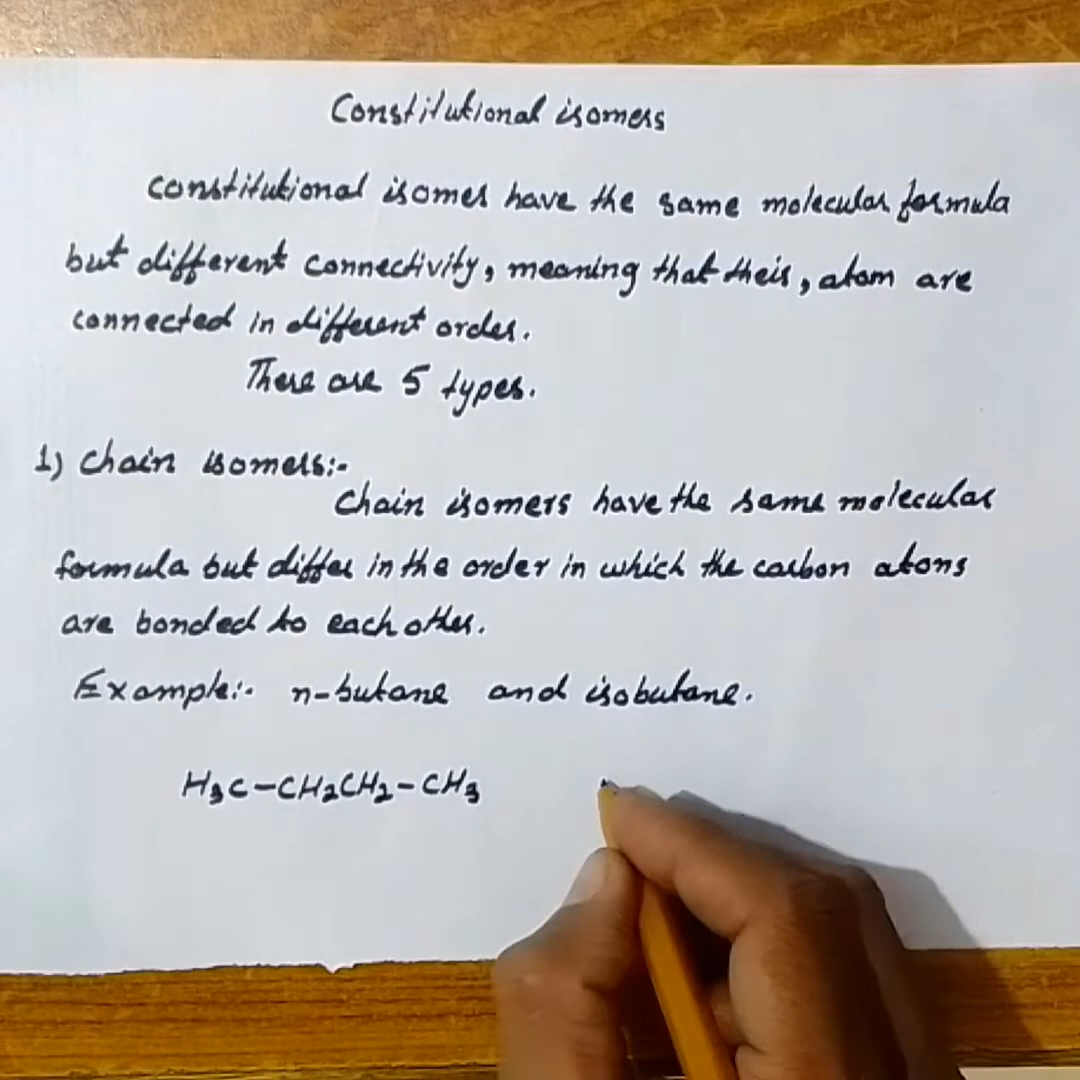 Constitutional isomers
constitutional isomes have the same molecular formula
but different connectivity, meaning that their, atom are
connected in different order.
There are 5 types.
1) Chain isomers:-
Chain isomers have the same molecular
formula but differ in the order in which the carbon atons
are bonded to each other.
Example:- n-butane and isobutane.
H₃C-CH₂CH₂-CH₃